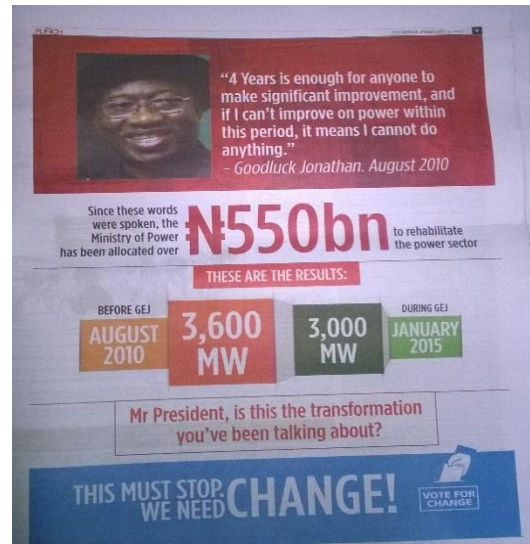 PUNCH
"4 Years is enough for anyone to
make significant improvement, and
if I can't improve on power within
this period, it means I cannot do
anything."
- Goodluck Jonathan. August 2010
Since these words
were spoken, the
Ministry of Power
has been allocated over
₦550bn
to rehabilitate
the power sector
THESE ARE THE RESULTS:
BEFORE GEJ
AUGUST
2010
3,600
MW
3,000
MW
DURING GEJ
JANUARY
2015
Mr President, is this the transformation
you've been talking about?
THIS MUST STOP.
WE NEED
CHANGE!
VOTE FOR
CHANGE